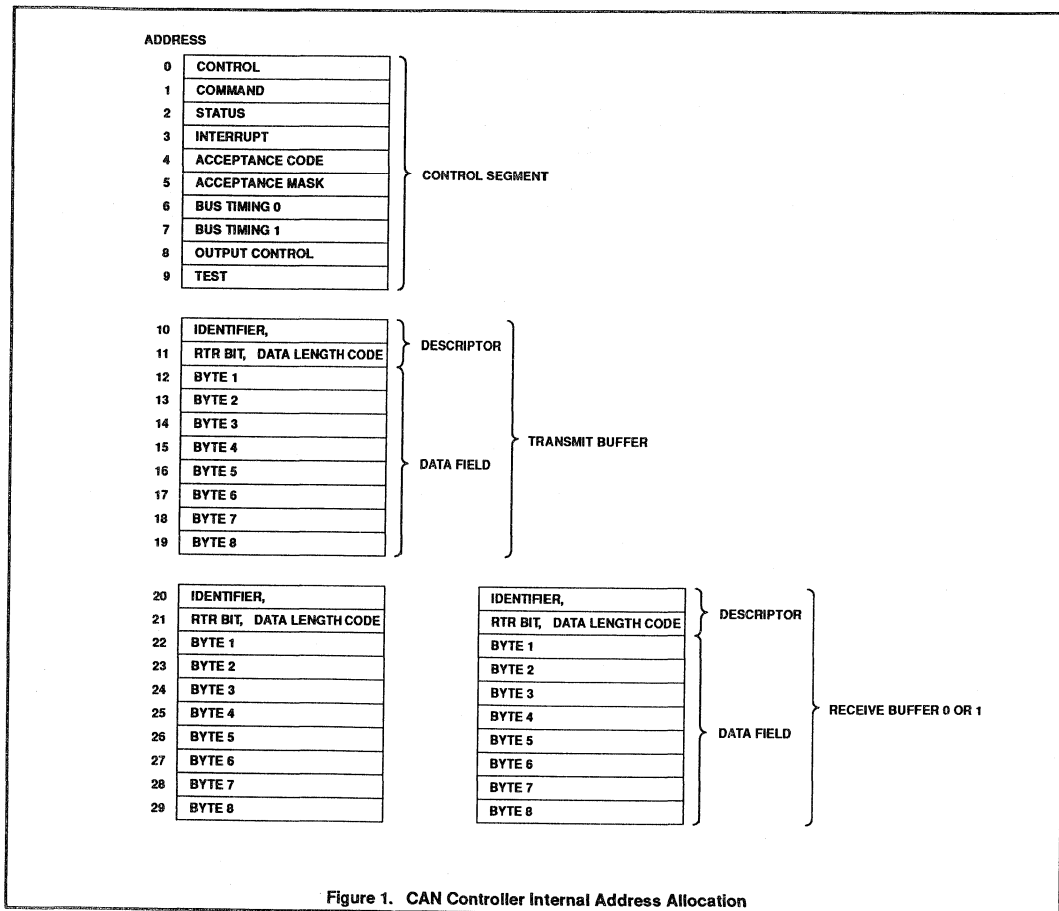 ADDRESS
0 CONTROL
1 COMMAND
2 STATUS
3 INTERRUPT
4 ACCEPTANCE CODE
5 ACCEPTANCE MASK
6 BUS TIMING 0
7 BUS TIMING 1
8 OUTPUT CONTROL
9 TEST
CONTROL SEGMENT
10 IDENTIFIER,
11 RTR BIT, DATA LENGTH CODE
12 BYTE 1
13 BYTE 2
14 BYTE 3
15 BYTE 4
16 BYTE 5
17 BYTE 6
18 BYTE 7
19 BYTE 8
DESCRIPTOR
DATA FIELD
TRANSMIT BUFFER
20 IDENTIFIER,
21 RTR BIT, DATA LENGTH CODE
22 BYTE 1
23 BYTE 2
24 BYTE 3
25 BYTE 4
26 BYTE 5
27 BYTE 6
28 BYTE 7
29 BYTE 8
IDENTIFIER,
RTR BIT, DATA LENGTH CODE
BYTE 1
BYTE 2
BYTE 3
BYTE 4
BYTE 5
BYTE 6
BYTE 7
BYTE 8
DESCRIPTOR
DATA FIELD
RECEIVE BUFFER 0 OR 1
Figure 1. CAN Controller Internal Address Allocation